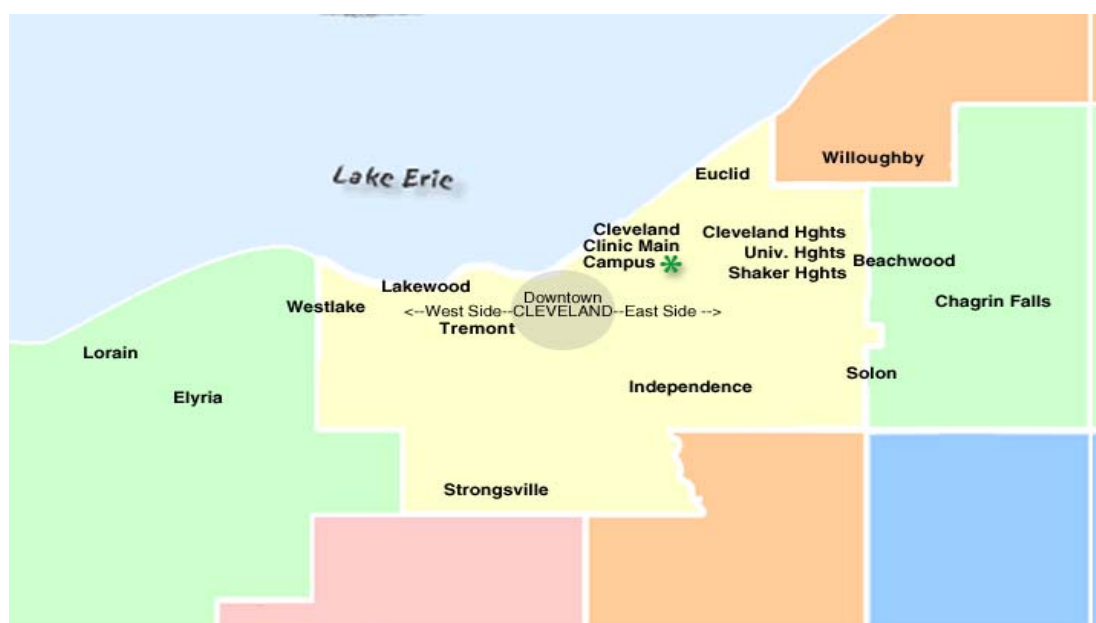 Lake Erie
Willoughby
Euclid
Cleveland
Clinic Main
Campus
Cleveland Hghts
Univ. Hghts
Shaker Hghts
Beachwood
Chagrin Falls
Lakewood
Westlake
Downtown
<--West Side--CLEVELAND--East Side -->
Tremont
Lorain
Elyria
Independence
Solon
Strongsville